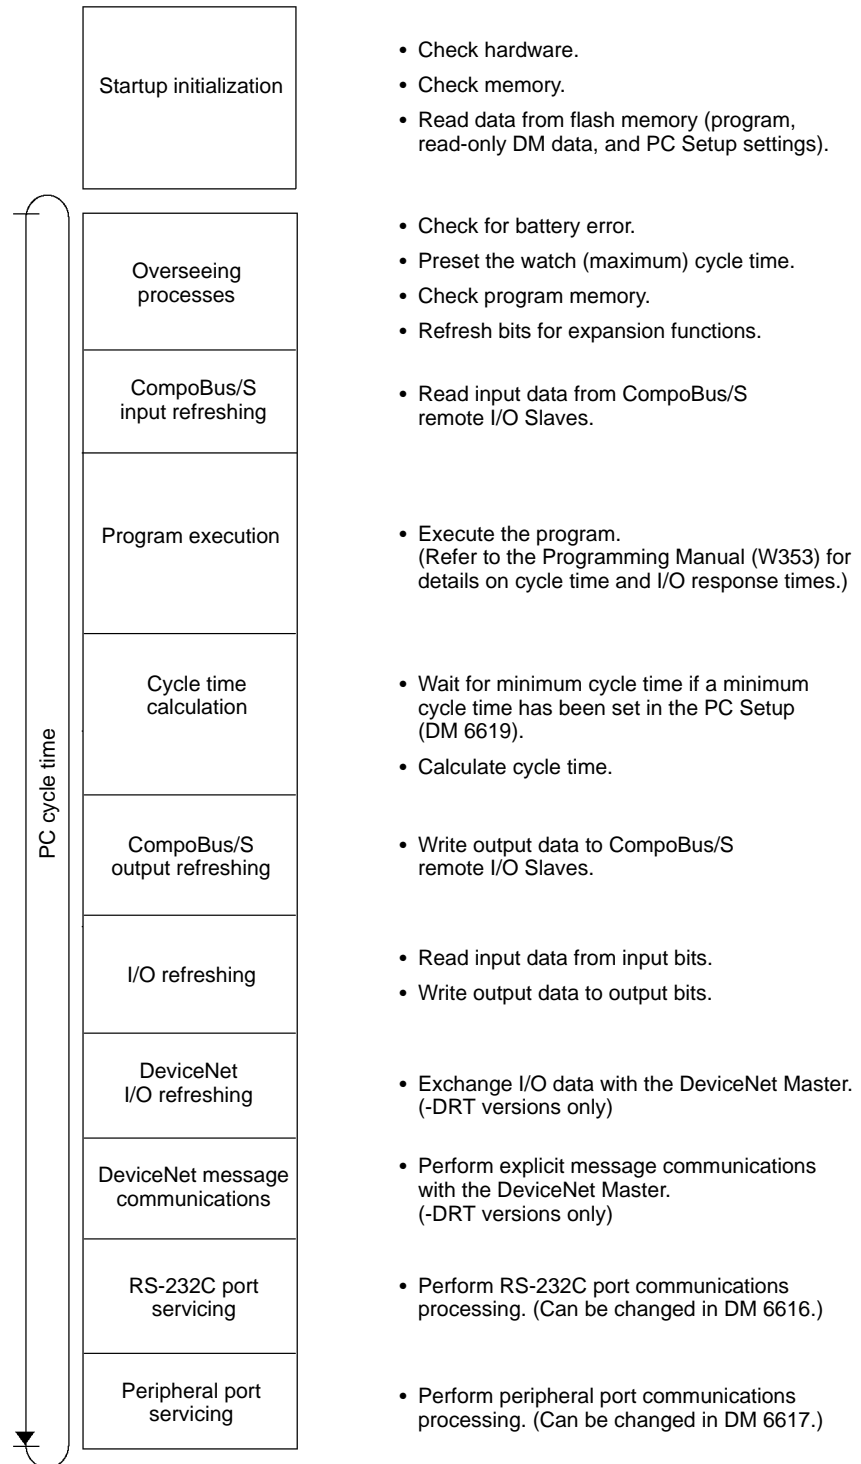 Startup initialization
• Check hardware.
• Check memory.
• Read data from flash memory (program,
read-only DM data, and PC Setup settings).
PC cycle time
Overseeing
processes
• Check for battery error.
• Preset the watch (maximum) cycle time.
• Check program memory.
• Refresh bits for expansion functions.
CompoBus/S
input refreshing
• Read input data from CompoBus/S
remote I/O Slaves.
Program execution
• Execute the program.
(Refer to the Programming Manual (W353) for
details on cycle time and I/O response times.)
Cycle time
calculation
• Wait for minimum cycle time if a minimum
cycle time has been set in the PC Setup
(DM 6619).
• Calculate cycle time.
CompoBus/S
output refreshing
• Write output data to CompoBus/S
remote I/O Slaves.
I/O refreshing
• Read input data from input bits.
• Write output data to output bits.
DeviceNet
I/O refreshing
• Exchange I/O data with the DeviceNet Master.
(-DRT versions only)
DeviceNet message
communications
• Perform explicit message communications
with the DeviceNet Master.
(-DRT versions only)
RS-232C port
servicing
• Perform RS-232C port communications
processing. (Can be changed in DM 6616.)
Peripheral port
servicing
• Perform peripheral port communications
processing. (Can be changed in DM 6617.)